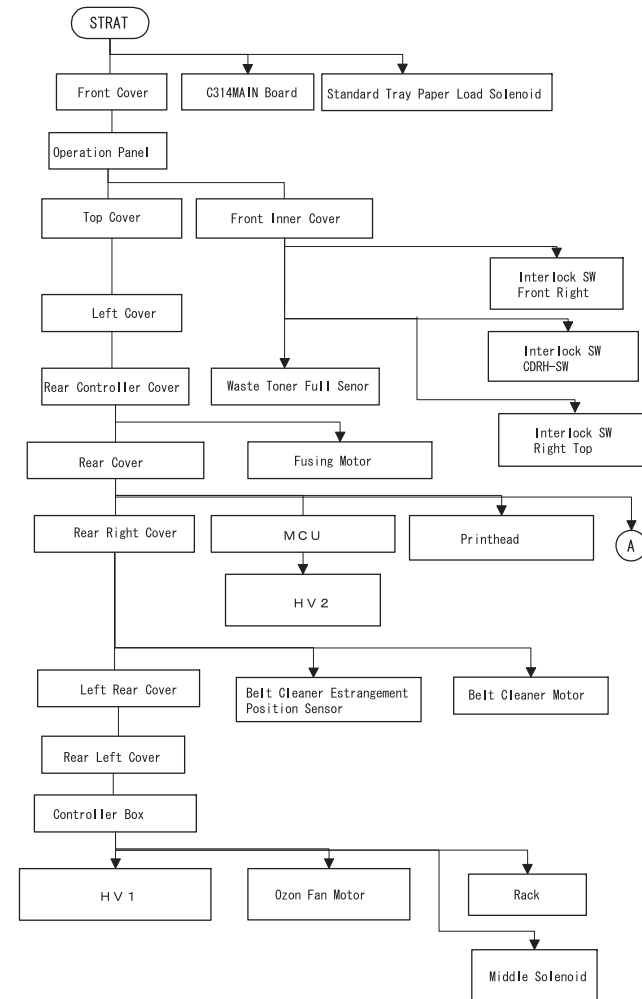 STRAT
Front Cover
C314MAIN Board
Standard Tray Paper Load Solenoid
Operation Panel
Top Cover
Front Inner Cover
Interlock SW
Front Right
Left Cover
Interlock SW
CDRH-SW
Rear Controller Cover
Waste Toner Full Senor
Interlock SW
Right Top
Rear Cover
Fusing Motor
Rear Right Cover
MCU
Printhead
A
HV2
Left Rear Cover
Belt Cleaner Estrangement
Position Sensor
Belt Cleaner Motor
Rear Left Cover
Controller Box
HV1
Ozon Fan Motor
Rack
Middle Solenoid